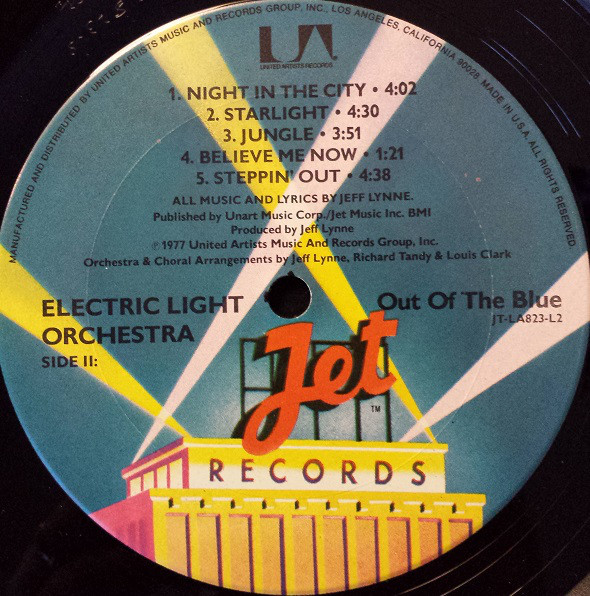 MANUFACTURED AND DISTRIBUTED BY UNITED ARTISTS MUSIC AND RECORDS GROUP, INC., LOS ANGELES, CALIFORNIA 90028. MADE IN U.S.A. ALL RIGHTS RESERVED
UA
UNITED ARTISTS RECORDS
1. NIGHT IN THE CITY • 4:02
2. STARLIGHT • 4:30
3. JUNGLE • 3:51
4. BELIEVE ME NOW • 1:21
5. STEPPIN' OUT • 4:38
ALL MUSIC AND LYRICS BY JEFF LYNNE.
Published by Unart Music Corp./Jet Music Inc. BMI
Produced by Jeff Lynne
℗ 1977 United Artists Music And Records Group, Inc.
Orchestra & Choral Arrangements by Jeff Lynne, Richard Tandy & Louis Clark
ELECTRIC LIGHT
ORCHESTRA
SIDE II:
Out Of The Blue
JT-LA823-L2
Jet
TM
RECORDS